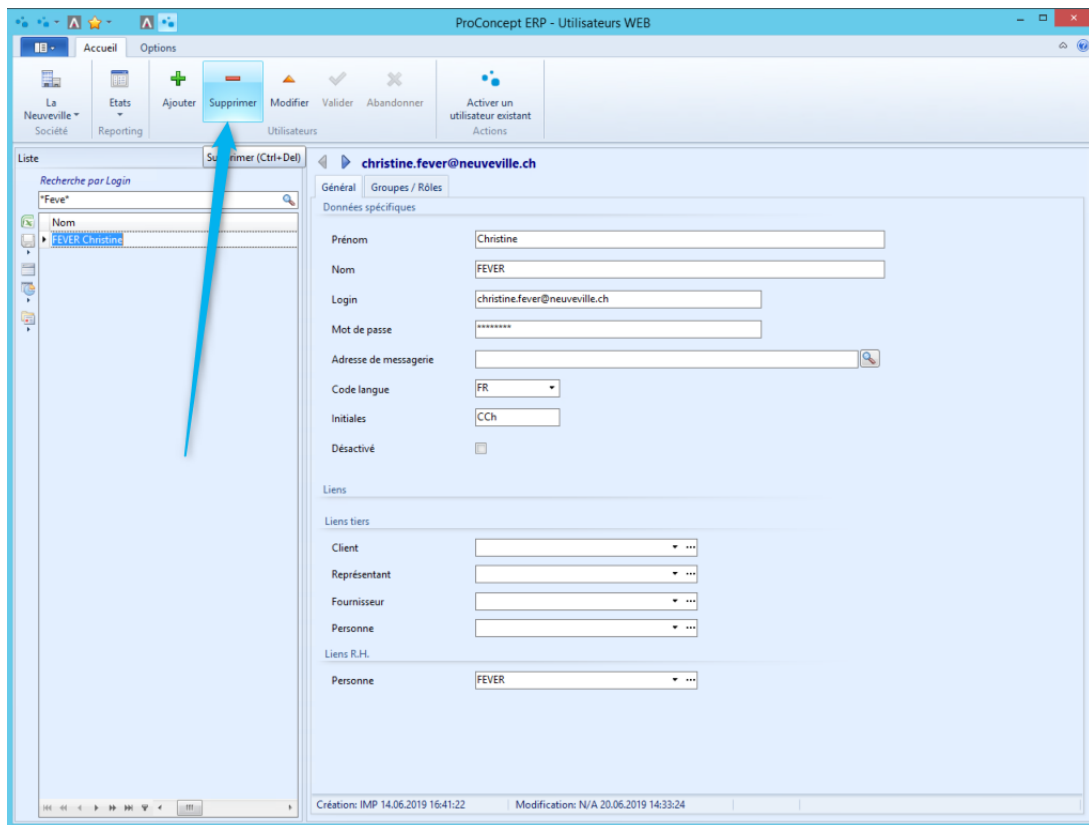 ProConcept ERP - Utilisateurs WEB
Accueil Options
La Neuveville
Etats
Ajouter
Supprimer
Modifier
Valider
Abandonner
Activer un utilisateur existant
Société
Reporting
Utilisateurs
Actions
Liste
Supprimer (Ctrl+Del)
christine.fever@neuveville.ch
Recherche par Login
*Feve*
Nom
FEVER Christine
Général Groupes / Rôles
Données spécifiques
Prénom Christine
Nom FEVER
Login christine.fever@neuveville.ch
Mot de passe ********
Adresse de messagerie
Code langue FR
Initiales CCh
Désactivé
Liens
Liens tiers
Client
Représentant
Fournisseur
Personne
Liens R.H.
Personne FEVER
Création: IMP 14.06.2019 16:41:22 Modification: N/A 20.06.2019 14:33:24